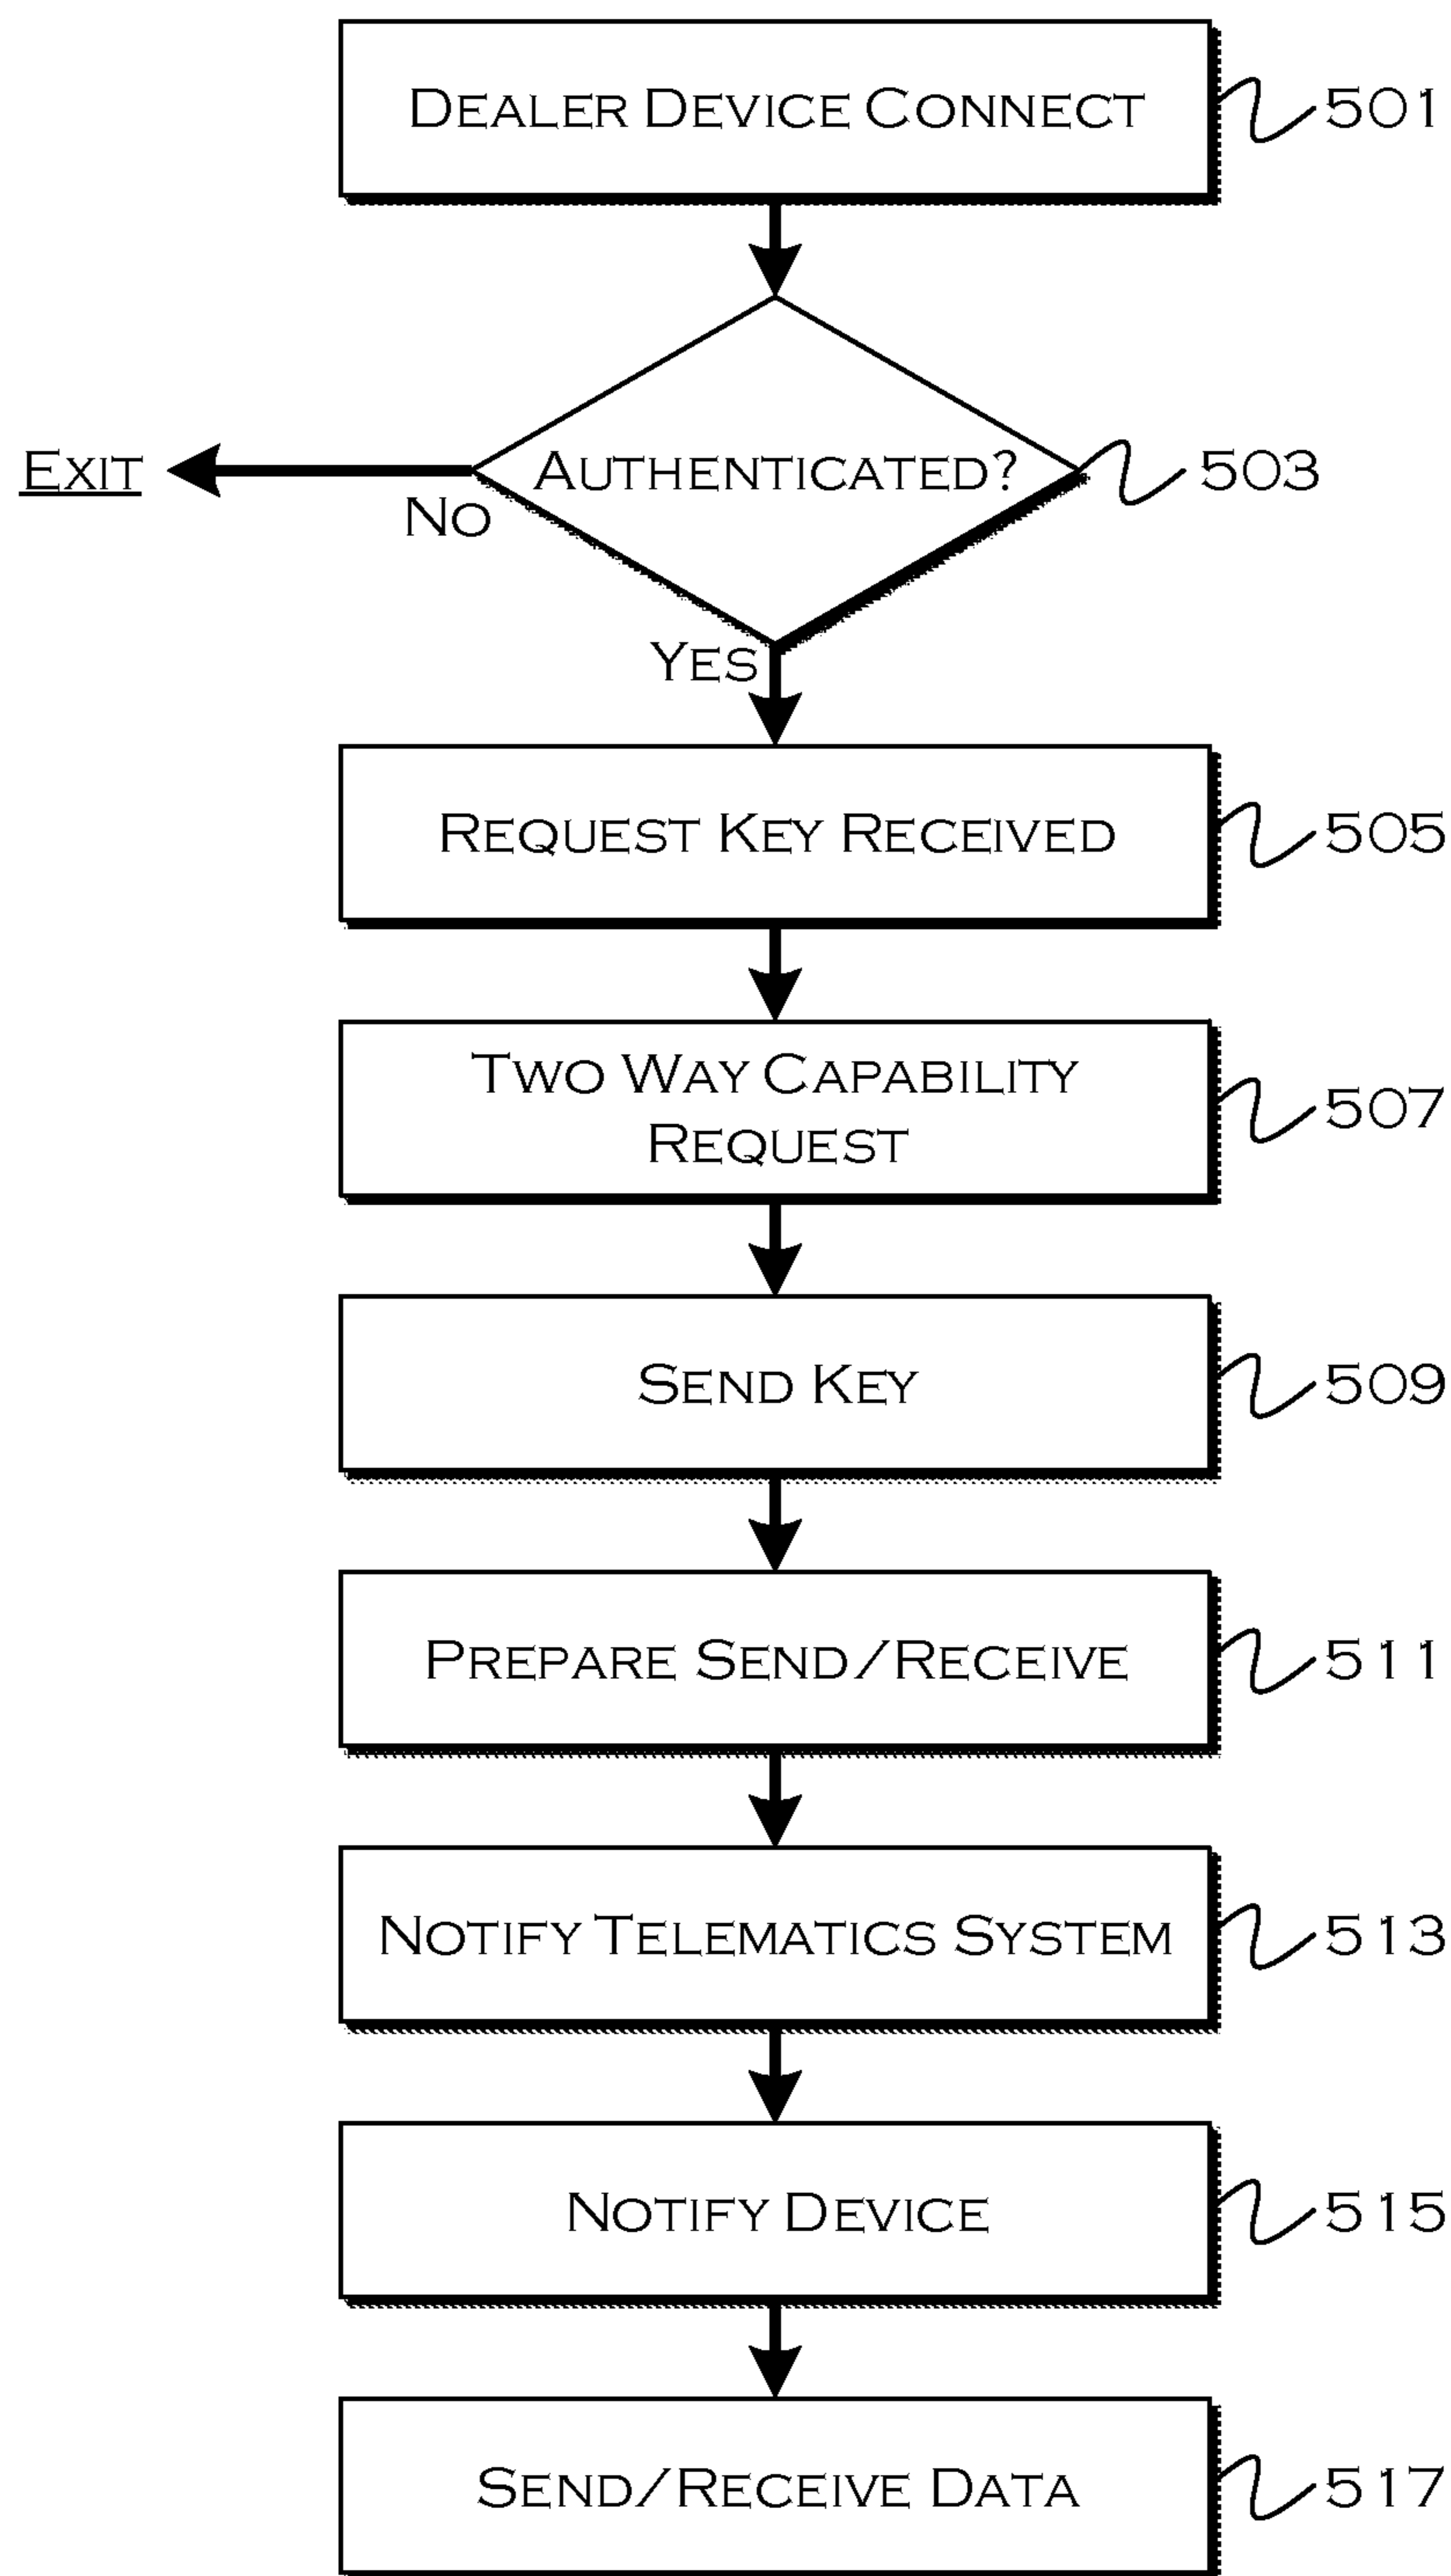 DEALER DEVICE CONNECT
501
AUTHENTICATED?
503
EXIT
NO
YES
REQUEST KEY RECEIVED
505
TWO WAY CAPABILITY
REQUEST
507
SEND KEY
509
PREPARE SEND/RECEIVE
511
NOTIFY TELEMATICS SYSTEM
513
NOTIFY DEVICE
515
SEND/RECEIVE DATA
517